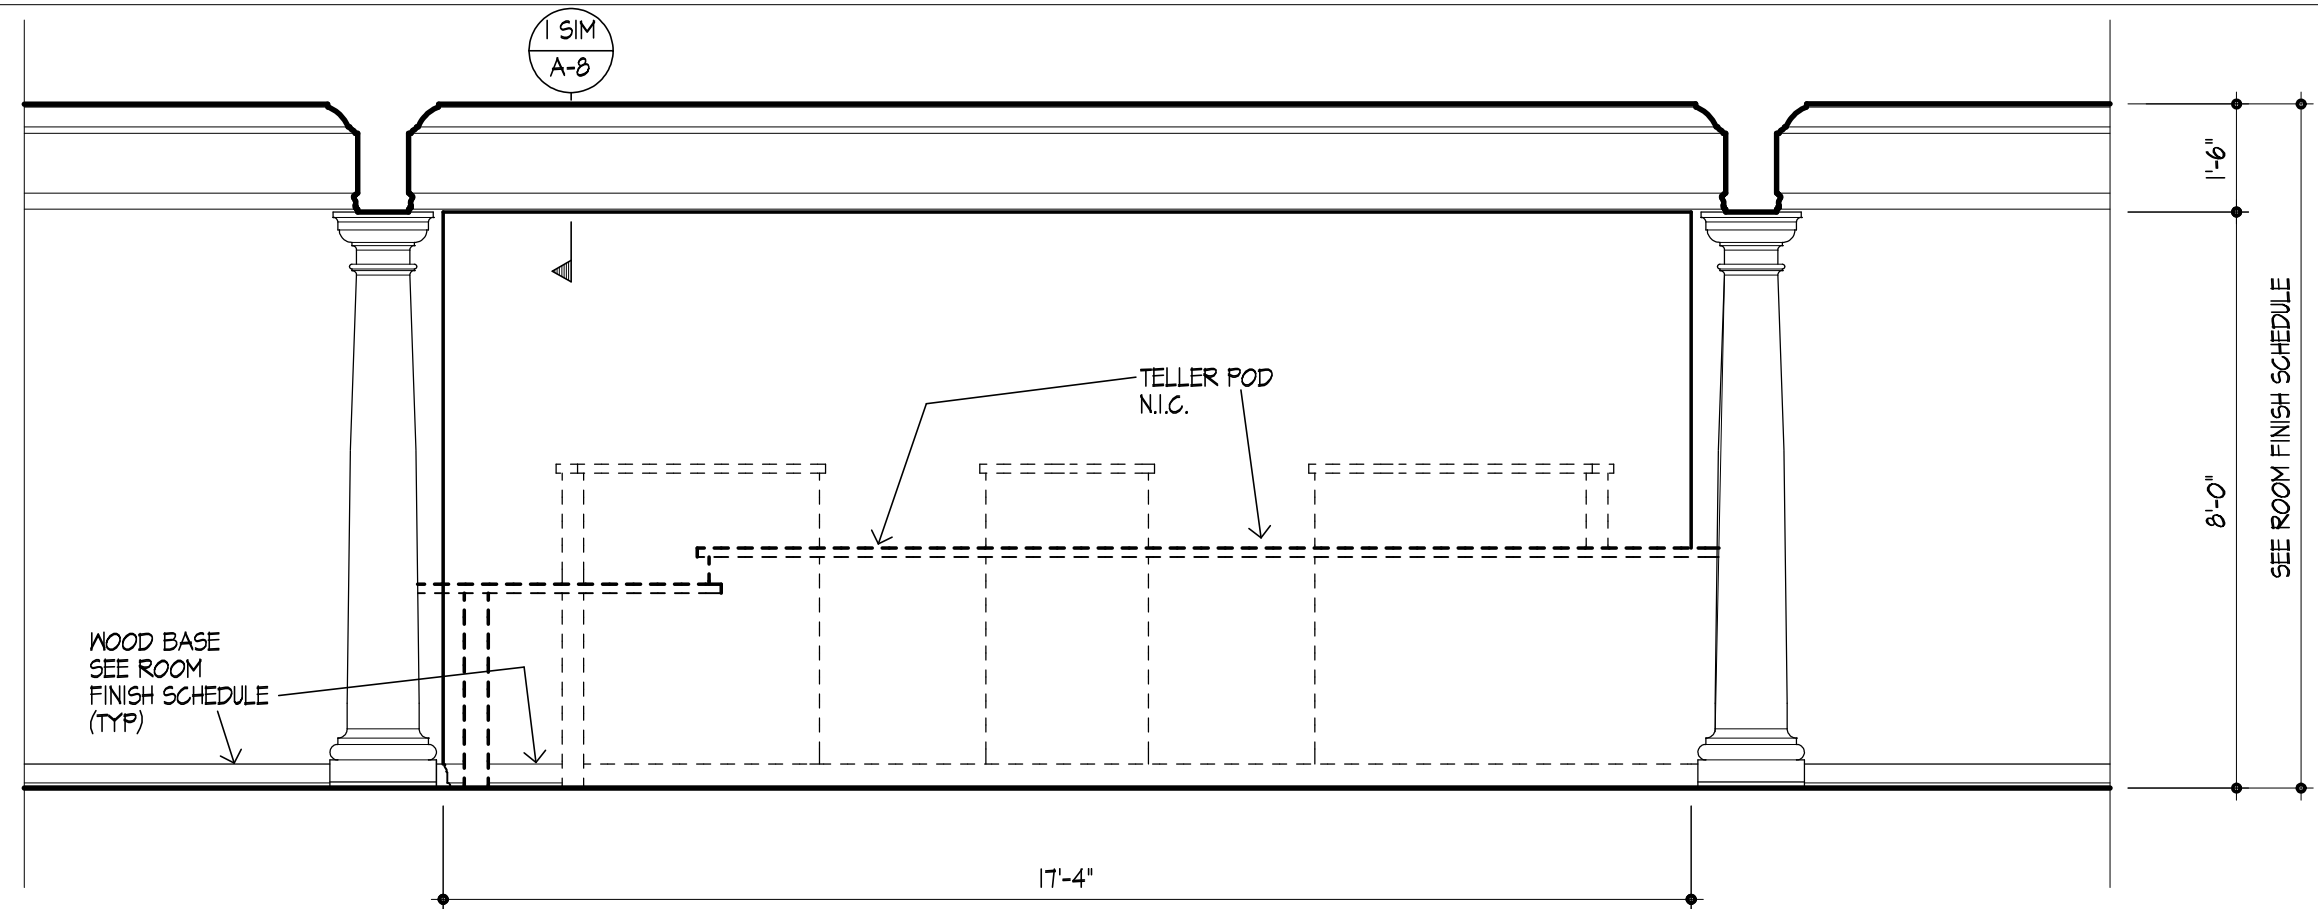 1 SIM
A-8
1'-6"
TELLER POD
N.I.C.
8'-0"
SEE ROOM FINISH SCHEDULE
WOOD BASE
SEE ROOM
FINISH SCHEDULE
(TYP)
17'-4"